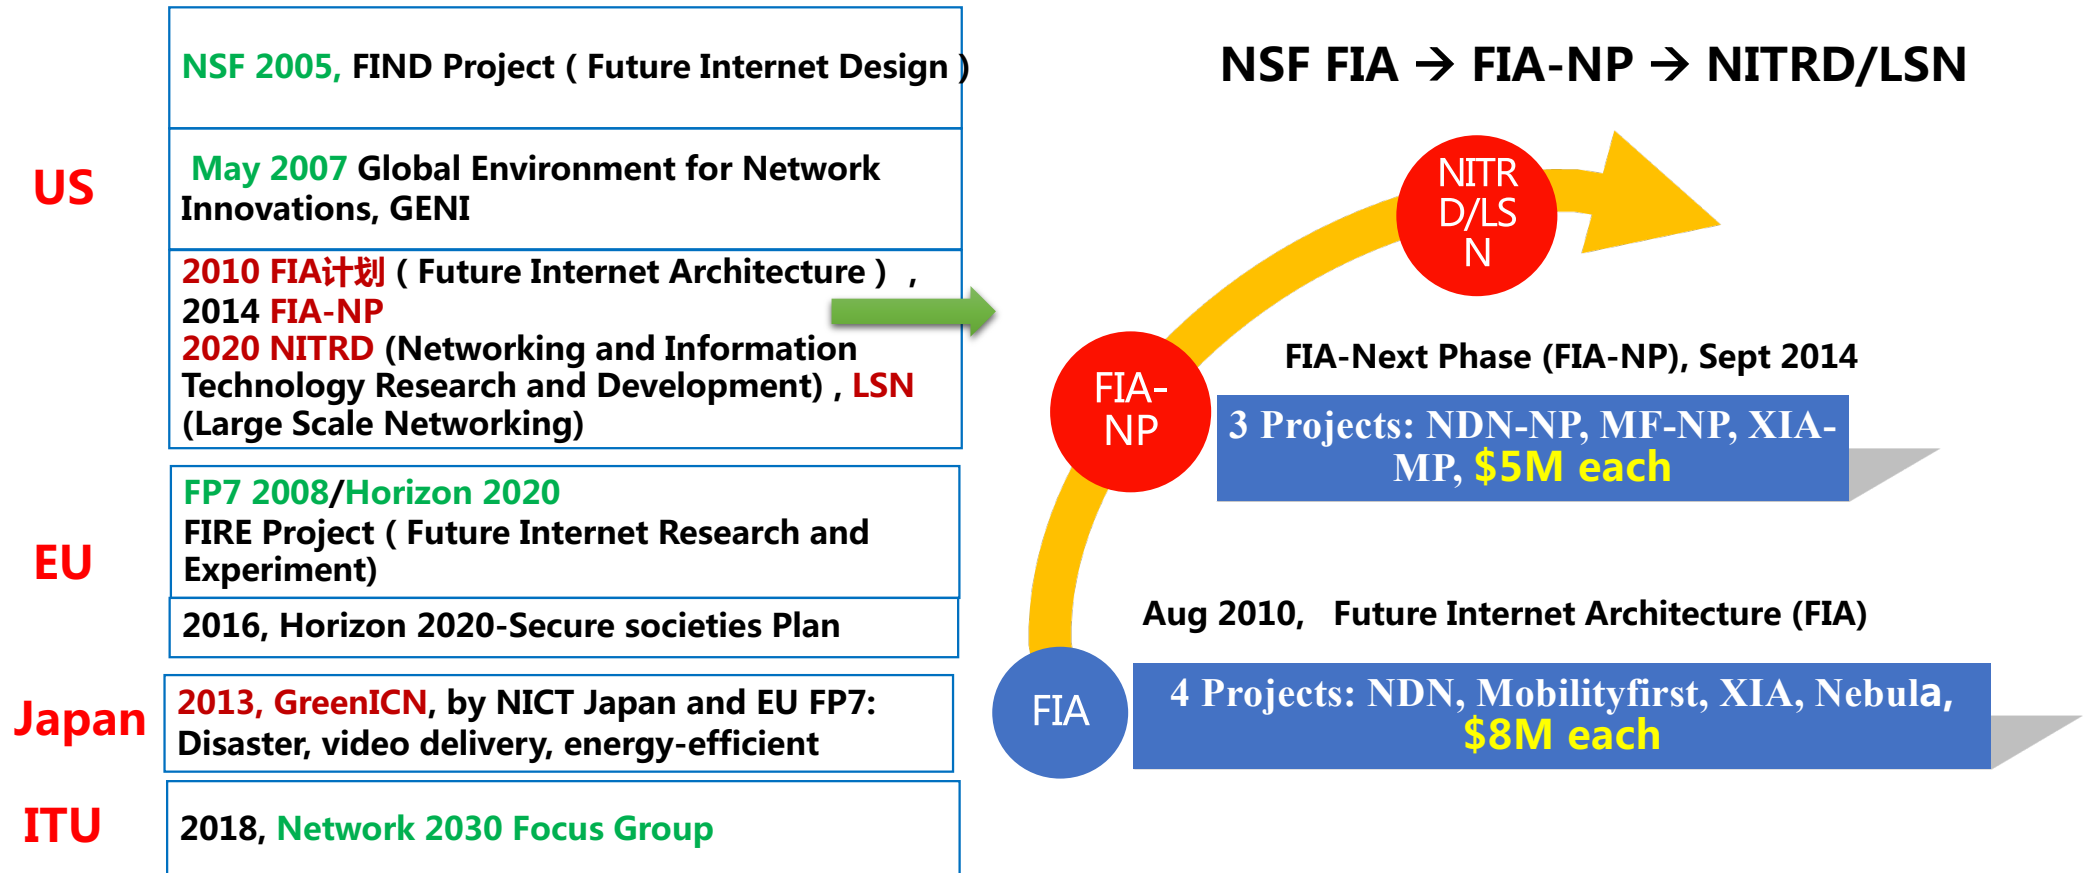 US
NSF 2005, FIND Project ( Future Internet Design )
May 2007 Global Environment for Network
Innovations, GENI
2010 FIA计划 ( Future Internet Architecture ) ,
2014 FIA-NP
2020 NITRD (Networking and Information
Technology Research and Development) , LSN
(Large Scale Networking)
EU
FP7 2008/Horizon 2020
FIRE Project ( Future Internet Research and
Experiment)
2016, Horizon 2020-Secure societies Plan
Japan
2013, GreenICN, by NICT Japan and EU FP7:
Disaster, video delivery, energy-efficient
ITU
2018, Network 2030 Focus Group
NSF FIA → FIA-NP → NITRD/LSN
NITR
D/LS
N
FIA-Next Phase (FIA-NP), Sept 2014
FIA-
NP
3 Projects: NDN-NP, MF-NP, XIA-
MP, $5M each
Aug 2010, Future Internet Architecture (FIA)
FIA
4 Projects: NDN, Mobilityfirst, XIA, Nebula,
$8M each